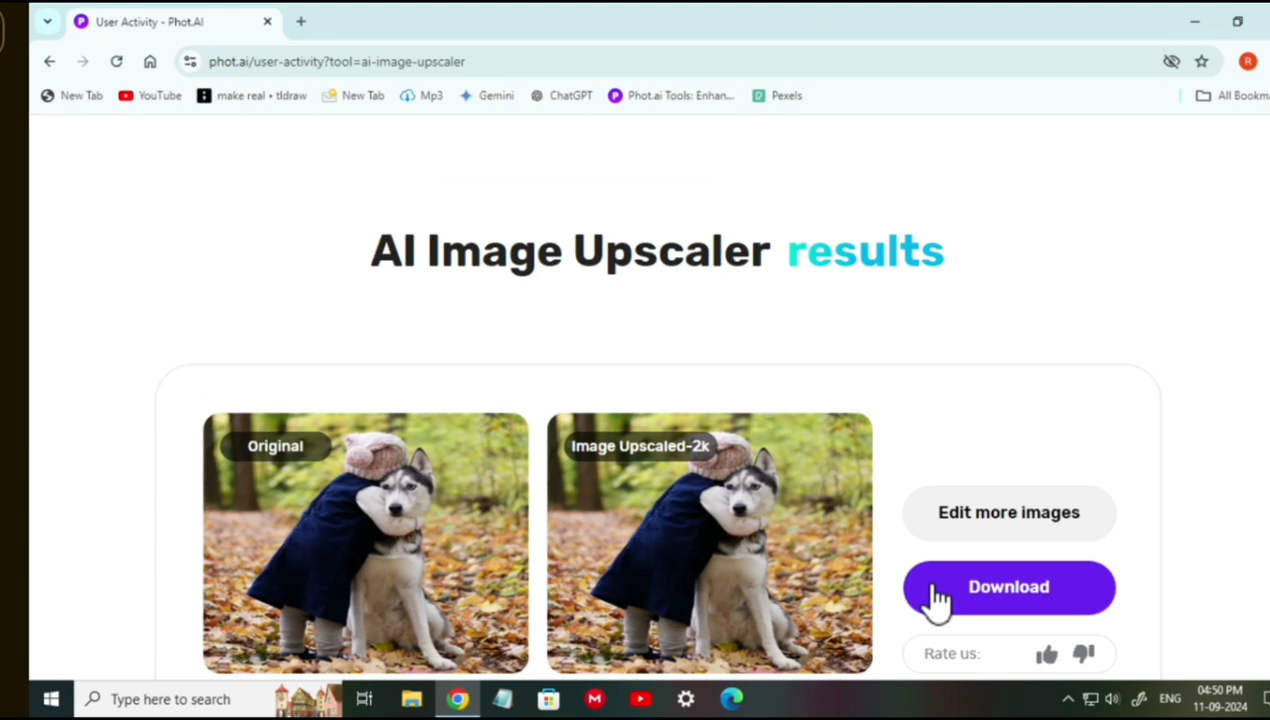 User Activity - Phot.AI
phot.ai/user-activity?tool=ai-image-upscaler
R
New Tab YouTube make real • tldraw New Tab Mp3 Gemini ChatGPT Phot.ai Tools: Enhan... Pexels All Bookma
AI Image Upscaler results
Original Image Upscaled-2k
Edit more images
Download
Rate us:
Type here to search ENG 04:50 PM
11-09-2024